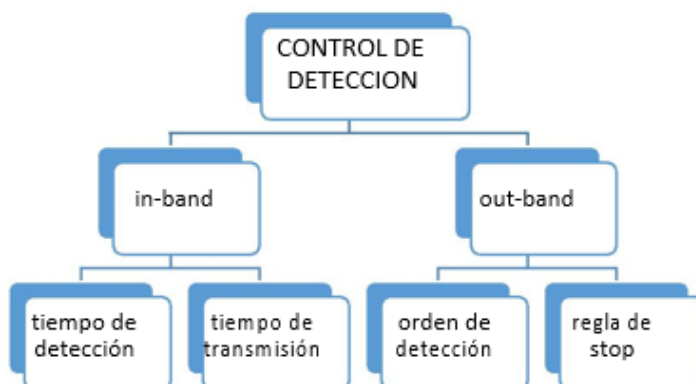 CONTROL DE
DETECCION
in-band
out-band
tiempo de
detección
tiempo de
transmisión
orden de
detección
regla de
stop